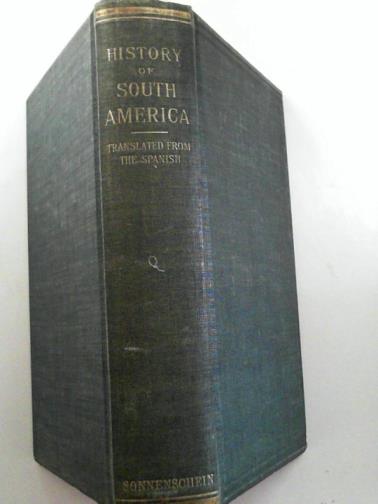 HISTORY
OF
SOUTH
AMERICA
TRANSLATED FROM
THE SPANISH
Q
SONNENSCHEIN